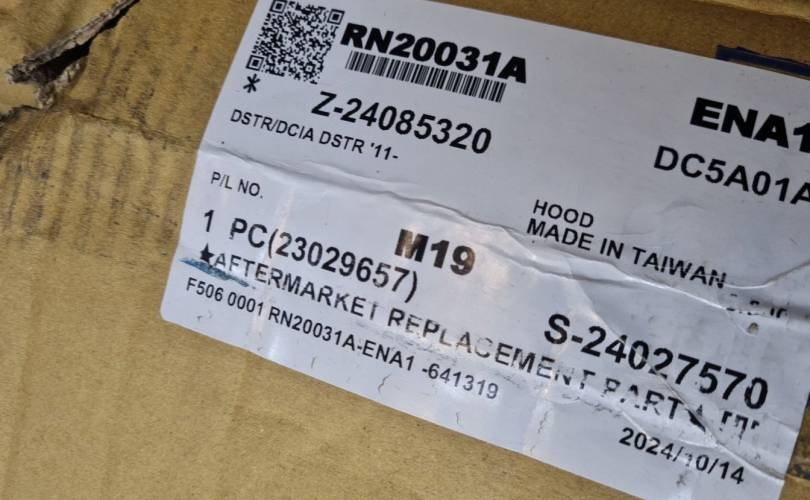 RN20031A
ENA1
*
Z-24085320
DC5A01A
DSTR/DCIA DSTR '11-
P/L NO.
HOOD
MADE IN TAIWAN
1 PC(23029657)
M19
★AFTERMARKET REPLACEMENT PART★
S-24027570
F506 0001 RN20031A-ENA1 -641319
2024/10/14